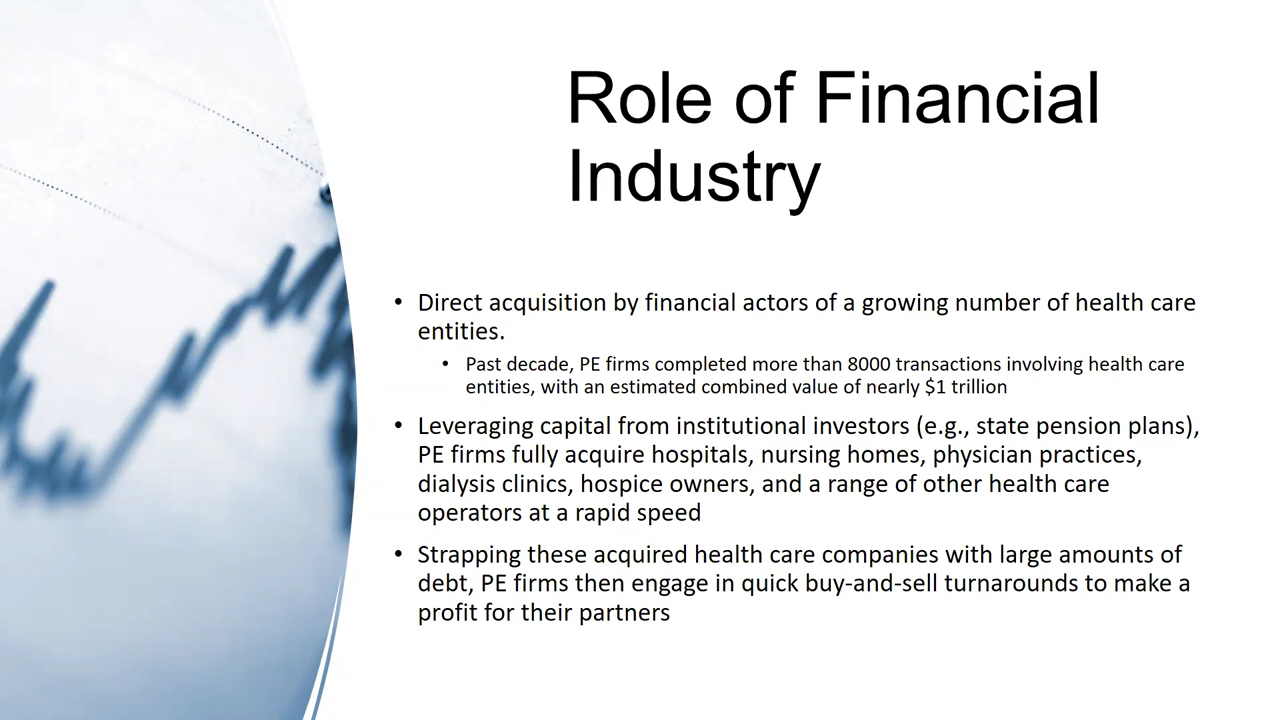 Role of Financial
Industry
• Direct acquisition by financial actors of a growing number of health care
entities.
• Past decade, PE firms completed more than 8000 transactions involving health care
entities, with an estimated combined value of nearly $1 trillion
• Leveraging capital from institutional investors (e.g., state pension plans),
PE firms fully acquire hospitals, nursing homes, physician practices,
dialysis clinics, hospice owners, and a range of other health care
operators at a rapid speed
• Strapping these acquired health care companies with large amounts of
debt, PE firms then engage in quick buy-and-sell turnarounds to make a
profit for their partners